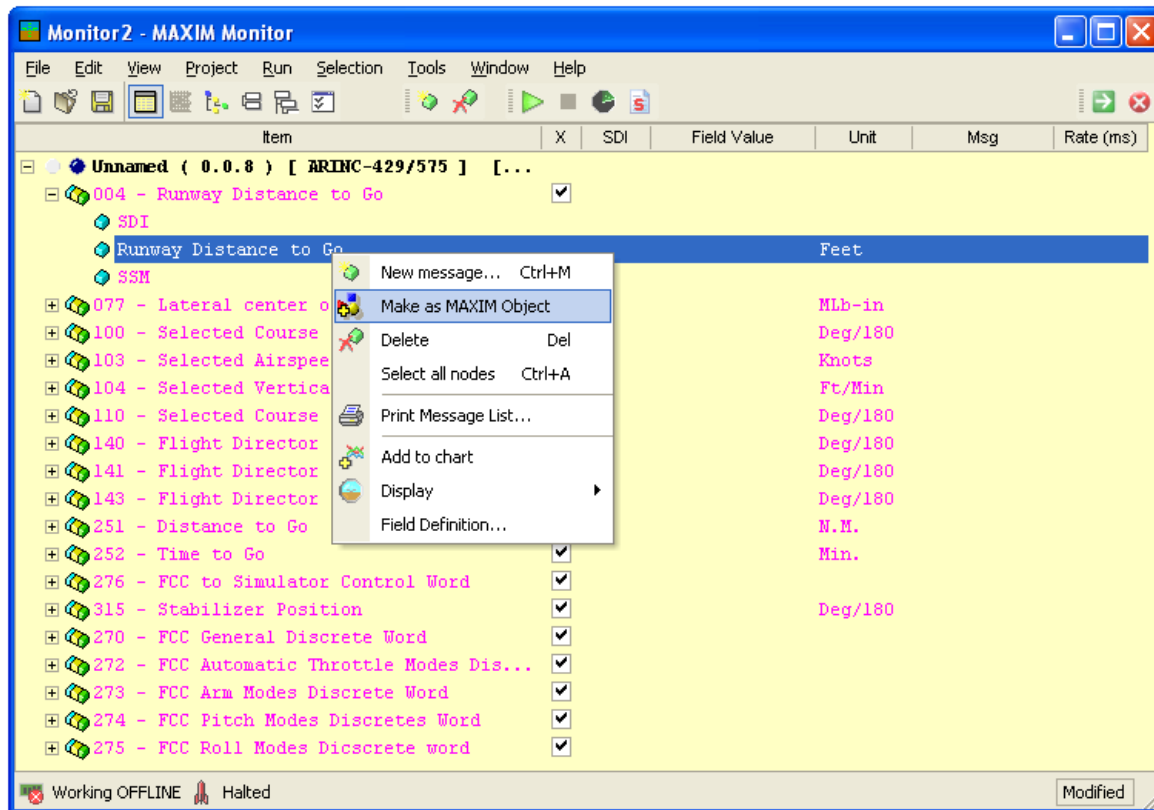 Monitor2 - MAXIM Monitor
File Edit View Project Run Selection Tools Window Help
Item X SDI Field Value Unit Msg Rate (ms)
Unnamed ( 0.0.8 ) [ ARINC-429/575 ] [...
004 - Runway Distance to Go
SDI
Runway Distance to Go Feet
SSM
077 - Lateral center o MLb-in
100 - Selected Course Deg/180
103 - Selected Airspee Knots
104 - Selected Vertica Ft/Min
110 - Selected Course Deg/180
140 - Flight Director Deg/180
141 - Flight Director Deg/180
143 - Flight Director Deg/180
251 - Distance to Go N.M.
252 - Time to Go Min.
276 - FCC to Simulator Control Word
315 - Stabilizer Position Deg/180
270 - FCC General Discrete Word
272 - FCC Automatic Throttle Modes Dis...
273 - FCC Arm Modes Discrete Word
274 - FCC Pitch Modes Discretes Word
275 - FCC Roll Modes Dicscrete word
New message... Ctrl+M
Make as MAXIM Object
Delete Del
Select all nodes Ctrl+A
Print Message List...
Add to chart
Display
Field Definition...
Working OFFLINE Halted Modified